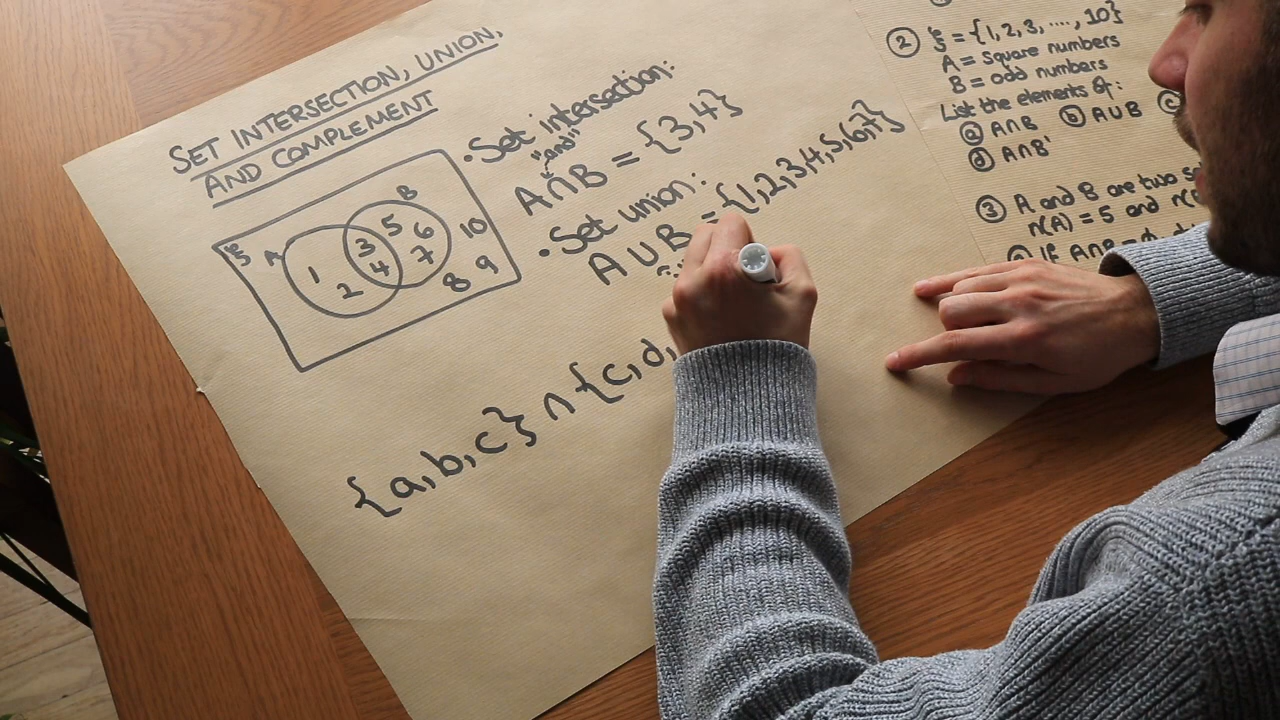 SET INTERSECTION, UNION,
AND COMPLEMENT
ξ
A
B
1
2
3
4
5
6
7
8
9
10
• Set intersection:
"and"
A∩B = {3,4}
• Set union:
A∪B = {1,2,3,4,5,6,7}
{a,b,c} ∩ {c,d,
② ξ = {1,2,3, ...., 10}
A = square numbers
B = odd numbers
List the elements of:
ⓐ A∩B ⓑ A∪B ⓒ
ⓓ A∩B'
③ A and B are two
n(A) = 5 and
ⓐ If A∩B = ϕ,